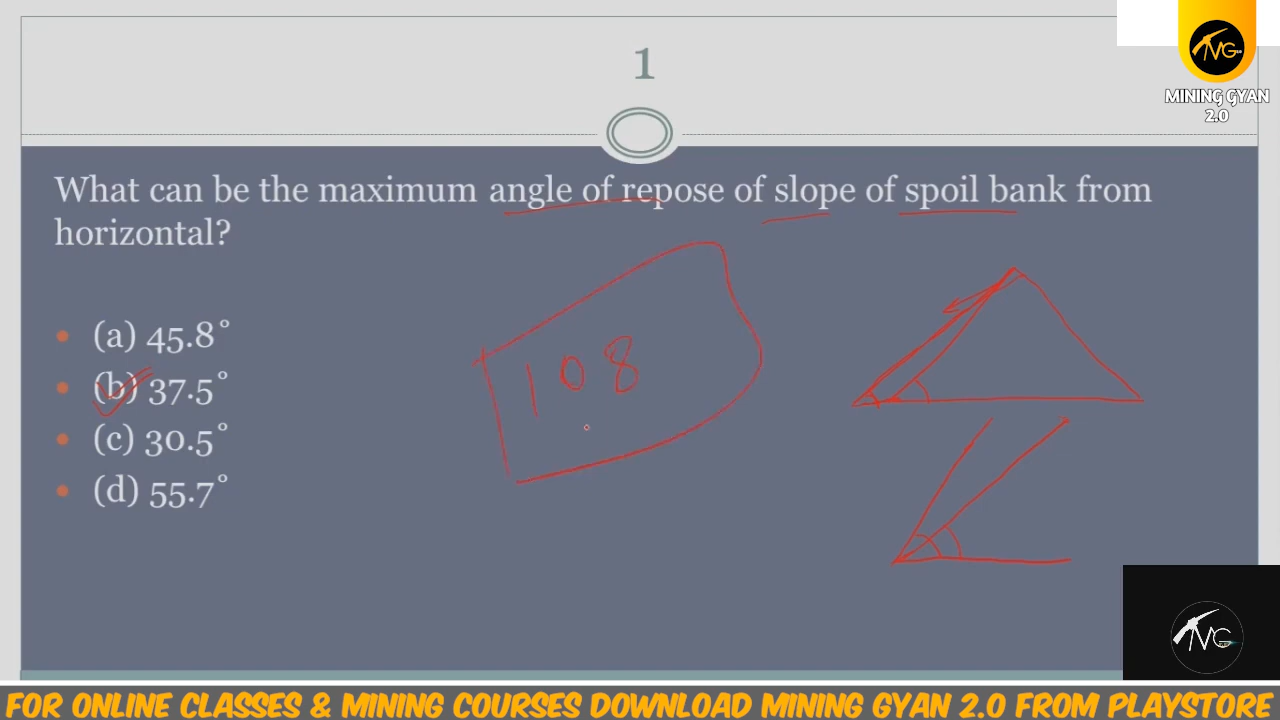 1
MINING GYAN
2.0
What can be the maximum angle of repose of slope of spoil bank from
horizontal?
(a) 45.8°
(b) 37.5°
(c) 30.5°
(d) 55.7°
108
FOR ONLINE CLASSES & MINING COURSES DOWNLOAD MINING GYAN 2.0 FROM PLAYSTORE